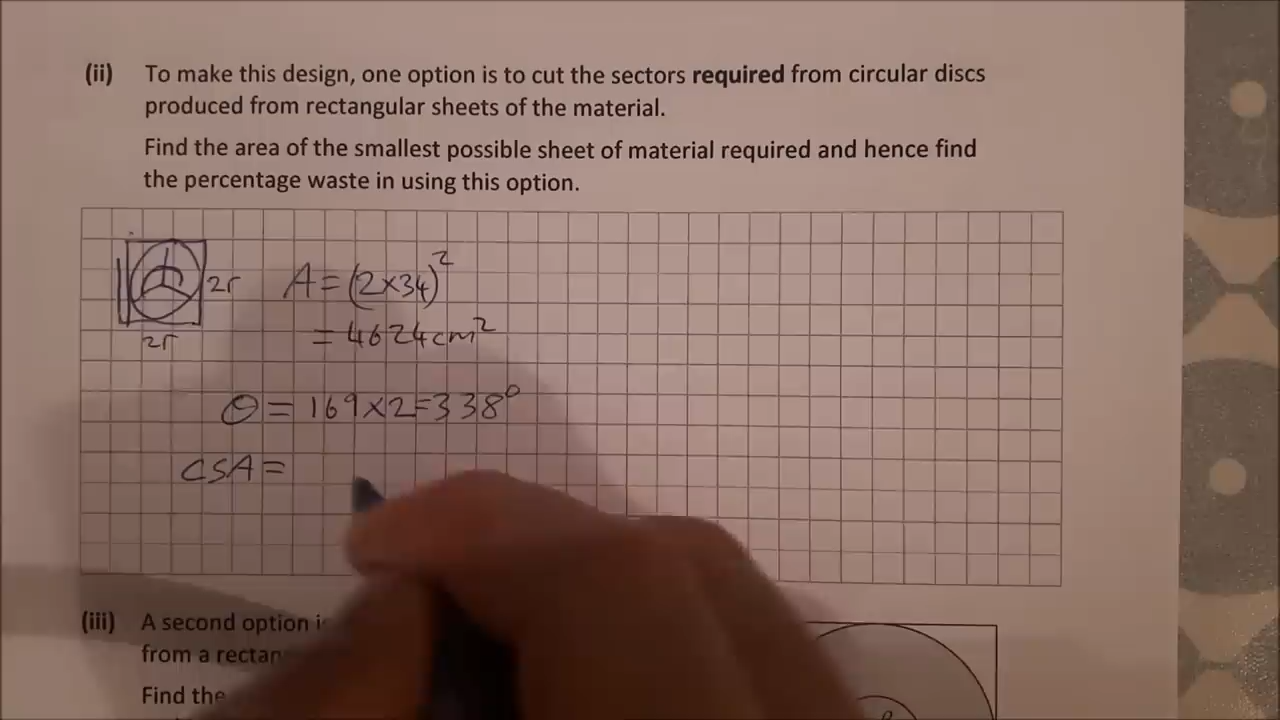 (ii) To make this design, one option is to cut the sectors required from circular discs
produced from rectangular sheets of the material.
Find the area of the smallest possible sheet of material required and hence find
the percentage waste in using this option.
2r
A = (2×34)²
2r
= 4624cm²
θ = 169×2=338°
CSA =
(iii) A second option
from a rectan
Find the